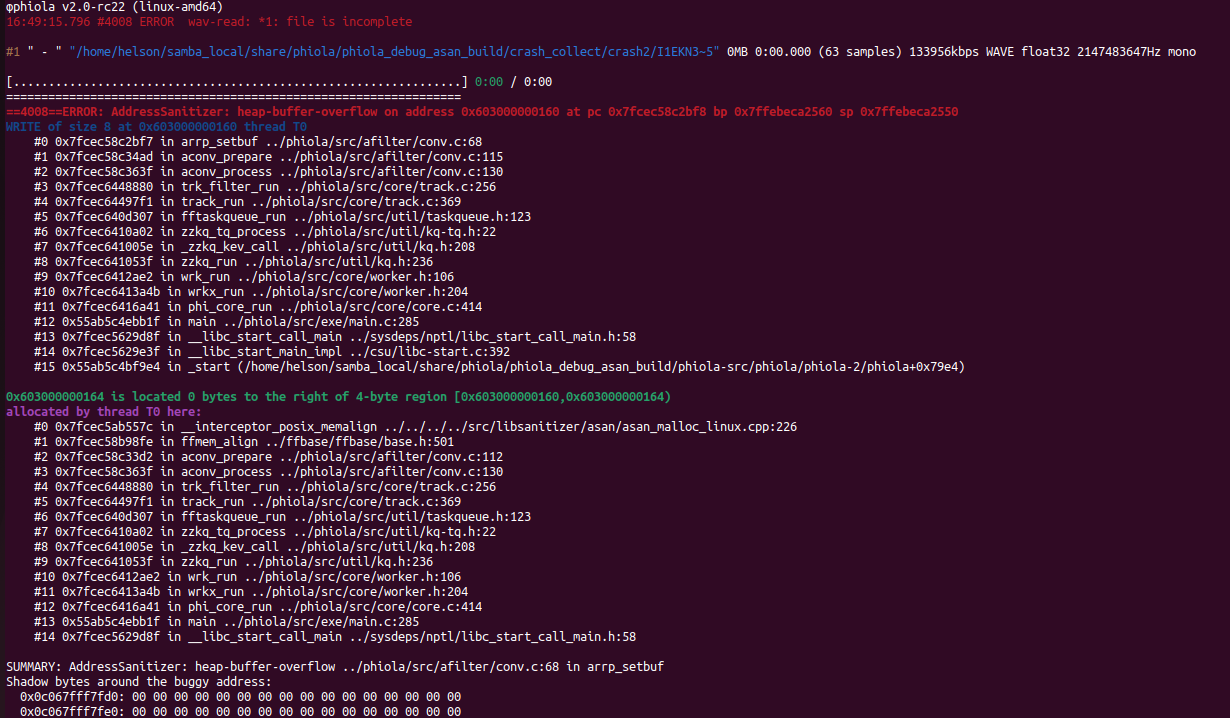 φphiola v2.0-rc22 (linux-amd64)
16:49:15.796 #4008 ERROR  wav-read: *1: file is incomplete
#1 " - " "/home/helson/samba_local/share/phiola/phiola_debug_asan_build/crash_collect/crash2/I1EKN3~5" 0MB 0:00.000 (63 samples) 133956kbps WAVE float32 2147483647Hz mono
[................................................................] 0:00 / 0:00
=================================================================
==4008==ERROR: AddressSanitizer: heap-buffer-overflow on address 0x603000000160 at pc 0x7fcec58c2bf8 bp 0x7ffebeca2560 sp 0x7ffebeca2550
WRITE of size 8 at 0x603000000160 thread T0
    #0 0x7fcec58c2bf7 in arrp_setbuf ../phiola/src/afilter/conv.c:68
    #1 0x7fcec58c34ad in aconv_prepare ../phiola/src/afilter/conv.c:115
    #2 0x7fcec58c363f in aconv_process ../phiola/src/afilter/conv.c:130
    #3 0x7fcec6448880 in trk_filter_run ../phiola/src/core/track.c:256
    #4 0x7fcec64497f1 in track_run ../phiola/src/core/track.c:369
    #5 0x7fcec640d307 in fftaskqueue_run ../phiola/src/util/taskqueue.h:123
    #6 0x7fcec6410a02 in zzkq_tq_process ../phiola/src/util/kq-tq.h:22
    #7 0x7fcec641005e in _zzkq_kev_call ../phiola/src/util/kq.h:208
    #8 0x7fcec641053f in zzkq_run ../phiola/src/util/kq.h:236
    #9 0x7fcec6412ae2 in wrk_run ../phiola/src/core/worker.h:106
    #10 0x7fcec6413a4b in wrkx_run ../phiola/src/core/worker.h:204
    #11 0x7fcec6416a41 in phi_core_run ../phiola/src/core/core.c:414
    #12 0x55ab5c4ebb1f in main ../phiola/src/exe/main.c:285
    #13 0x7fcec5629d8f in __libc_start_call_main ../sysdeps/nptl/libc_start_call_main.h:58
    #14 0x7fcec5629e3f in __libc_start_main_impl ../csu/libc-start.c:392
    #15 0x55ab5c4bf9e4 in _start (/home/helson/samba_local/share/phiola/phiola_debug_asan_build/phiola-src/phiola/phiola-2/phiola+0x79e4)
0x603000000164 is located 0 bytes to the right of 4-byte region [0x603000000160,0x603000000164)
allocated by thread T0 here:
    #0 0x7fcec5ab557c in __interceptor_posix_memalign ../../../../src/libsanitizer/asan/asan_malloc_linux.cpp:226
    #1 0x7fcec58b98fe in ffmem_align ../ffbase/ffbase/base.h:501
    #2 0x7fcec58c33d2 in aconv_prepare ../phiola/src/afilter/conv.c:112
    #3 0x7fcec58c363f in aconv_process ../phiola/src/afilter/conv.c:130
    #4 0x7fcec6448880 in trk_filter_run ../phiola/src/core/track.c:256
    #5 0x7fcec64497f1 in track_run ../phiola/src/core/track.c:369
    #6 0x7fcec640d307 in fftaskqueue_run ../phiola/src/util/taskqueue.h:123
    #7 0x7fcec6410a02 in zzkq_tq_process ../phiola/src/util/kq-tq.h:22
    #8 0x7fcec641005e in _zzkq_kev_call ../phiola/src/util/kq.h:208
    #9 0x7fcec641053f in zzkq_run ../phiola/src/util/kq.h:236
    #10 0x7fcec6412ae2 in wrk_run ../phiola/src/core/worker.h:106
    #11 0x7fcec6413a4b in wrkx_run ../phiola/src/core/worker.h:204
    #12 0x7fcec6416a41 in phi_core_run ../phiola/src/core/core.c:414
    #13 0x55ab5c4ebb1f in main ../phiola/src/exe/main.c:285
    #14 0x7fcec5629d8f in __libc_start_call_main ../sysdeps/nptl/libc_start_call_main.h:58
SUMMARY: AddressSanitizer: heap-buffer-overflow ../phiola/src/afilter/conv.c:68 in arrp_setbuf
Shadow bytes around the buggy address:
  0x0c067fff7fd0: 00 00 00 00 00 00 00 00 00 00 00 00 00 00 00 00
  0x0c067fff7fe0: 00 00 00 00 00 00 00 00 00 00 00 00 00 00 00 00